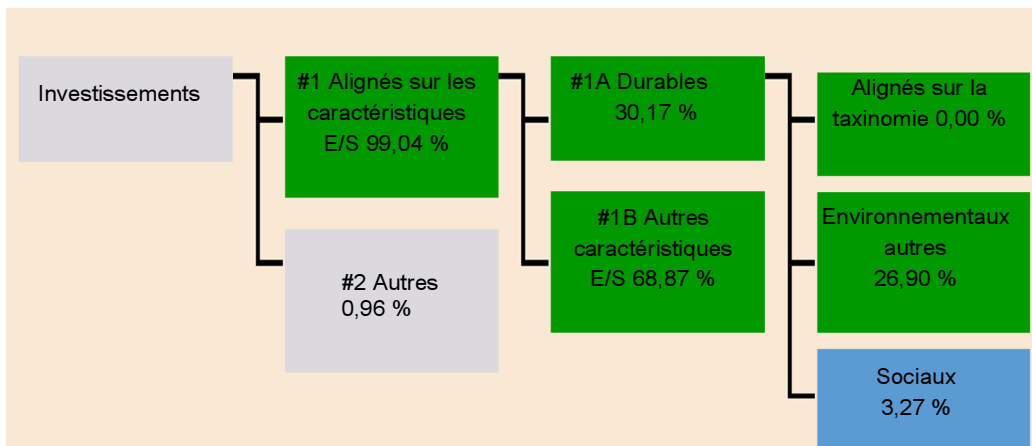 Investissements
#1 Alignés sur les
caractéristiques
E/S 99,04 %
#2 Autres
0,96 %
#1A Durables
30,17 %
#1B Autres
caractéristiques
E/S 68,87 %
Alignés sur la
taxinomie 0,00 %
Environnementaux
autres
26,90 %
Sociaux
3,27 %